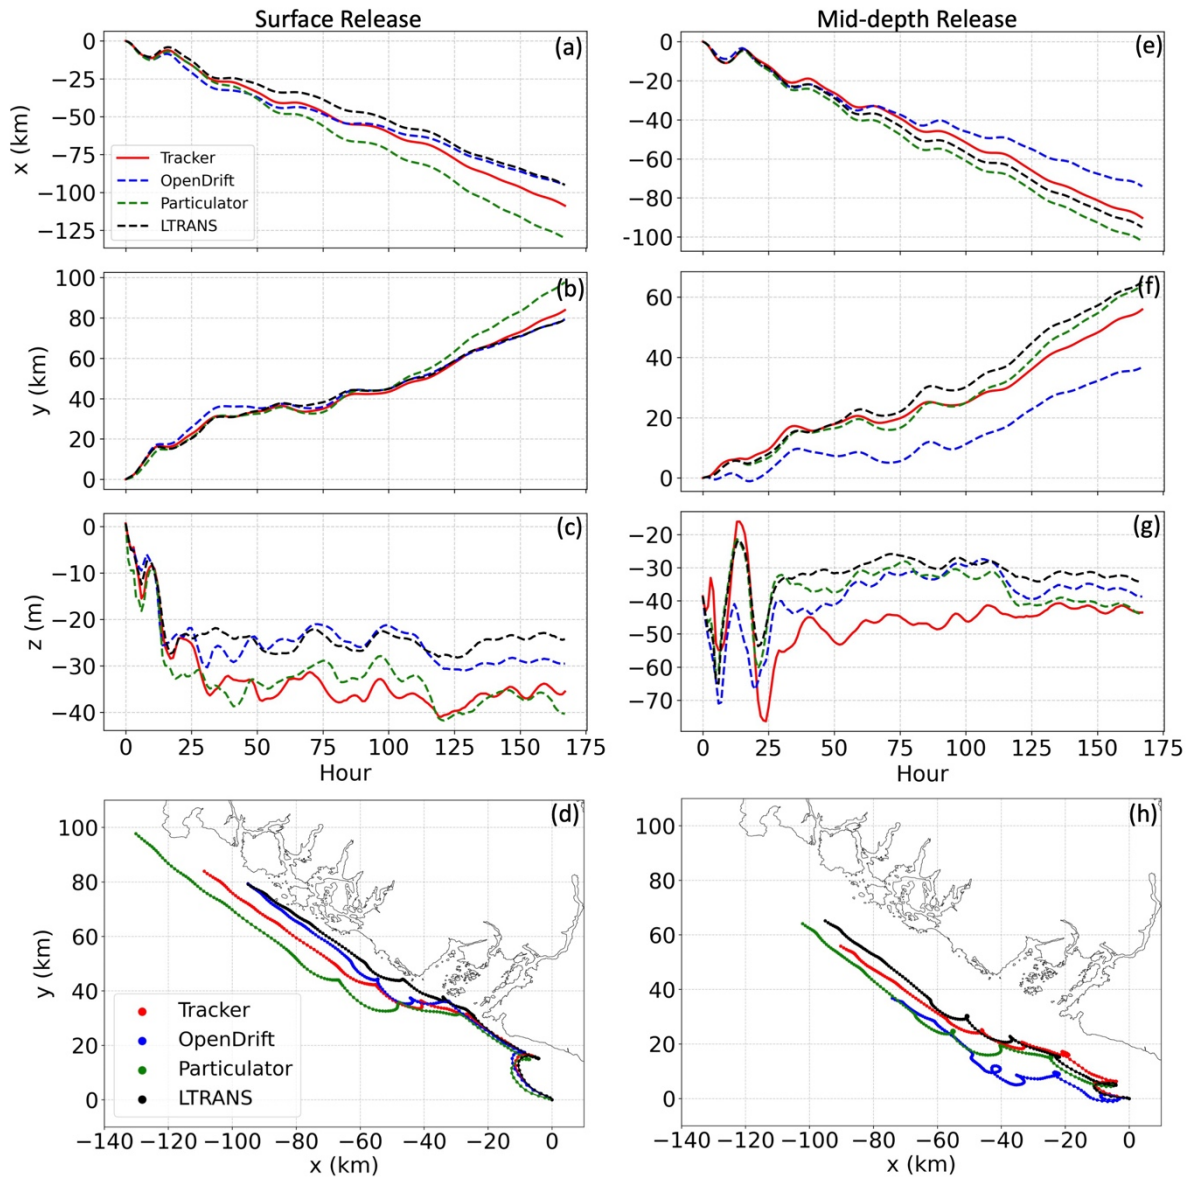 Surface Release
Mid-depth Release
(a)
0
−25
−50
−75
−100
−125
x (km)
Tracker
OpenDrift
Particulator
LTRANS
(e)
0
−20
−40
−60
−80
-100
(b)
100
80
60
40
20
0
y (km)
(f)
60
40
20
0
(c)
0
−10
−20
−30
−40
z (m)
0 25 50 75 100 125 150 175
Hour
(g)
−20
−30
−40
−50
−60
−70
0 25 50 75 100 125 150 175
Hour
(d)
100
80
60
40
20
0
y (km)
Tracker
OpenDrift
Particulator
LTRANS
−140 −120 −100 −80 −60 −40 −20 0
x (km)
(h)
100
80
60
40
20
0
−140 −120 −100 −80 −60 −40 −20 0
x (km)